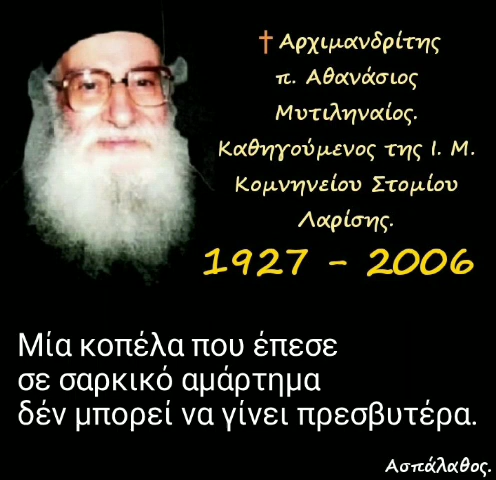 † Αρχιμανδρίτης
π. Αθανάσιος
Μυτιληναίος.
Καθηγούμενος της Ι. Μ.
Κομνηνείου Στομίου
Λαρίσης.
1927 - 2006
Μία κοπέλα που έπεσε
σε σαρκικό αμάρτημα
δέν μπορεί να γίνει πρεσβυτέρα.
Ασπάλαθος.